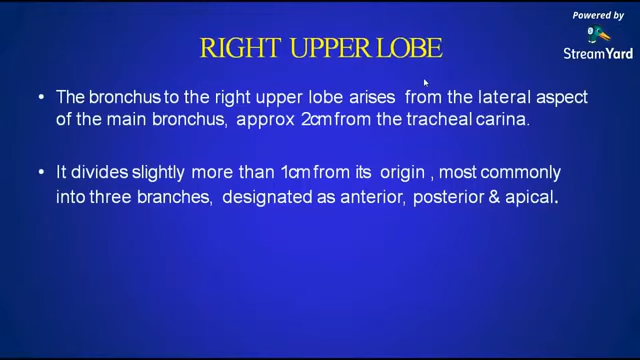 Powered by
StreamYard
RIGHT UPPER LOBE
• The bronchus to the right upper lobe arises from the lateral aspect
of the main bronchus, approx 2cm from the tracheal carina.
• It divides slightly more than 1cm from its origin , most commonly
into three branches, designated as anterior, posterior & apical.